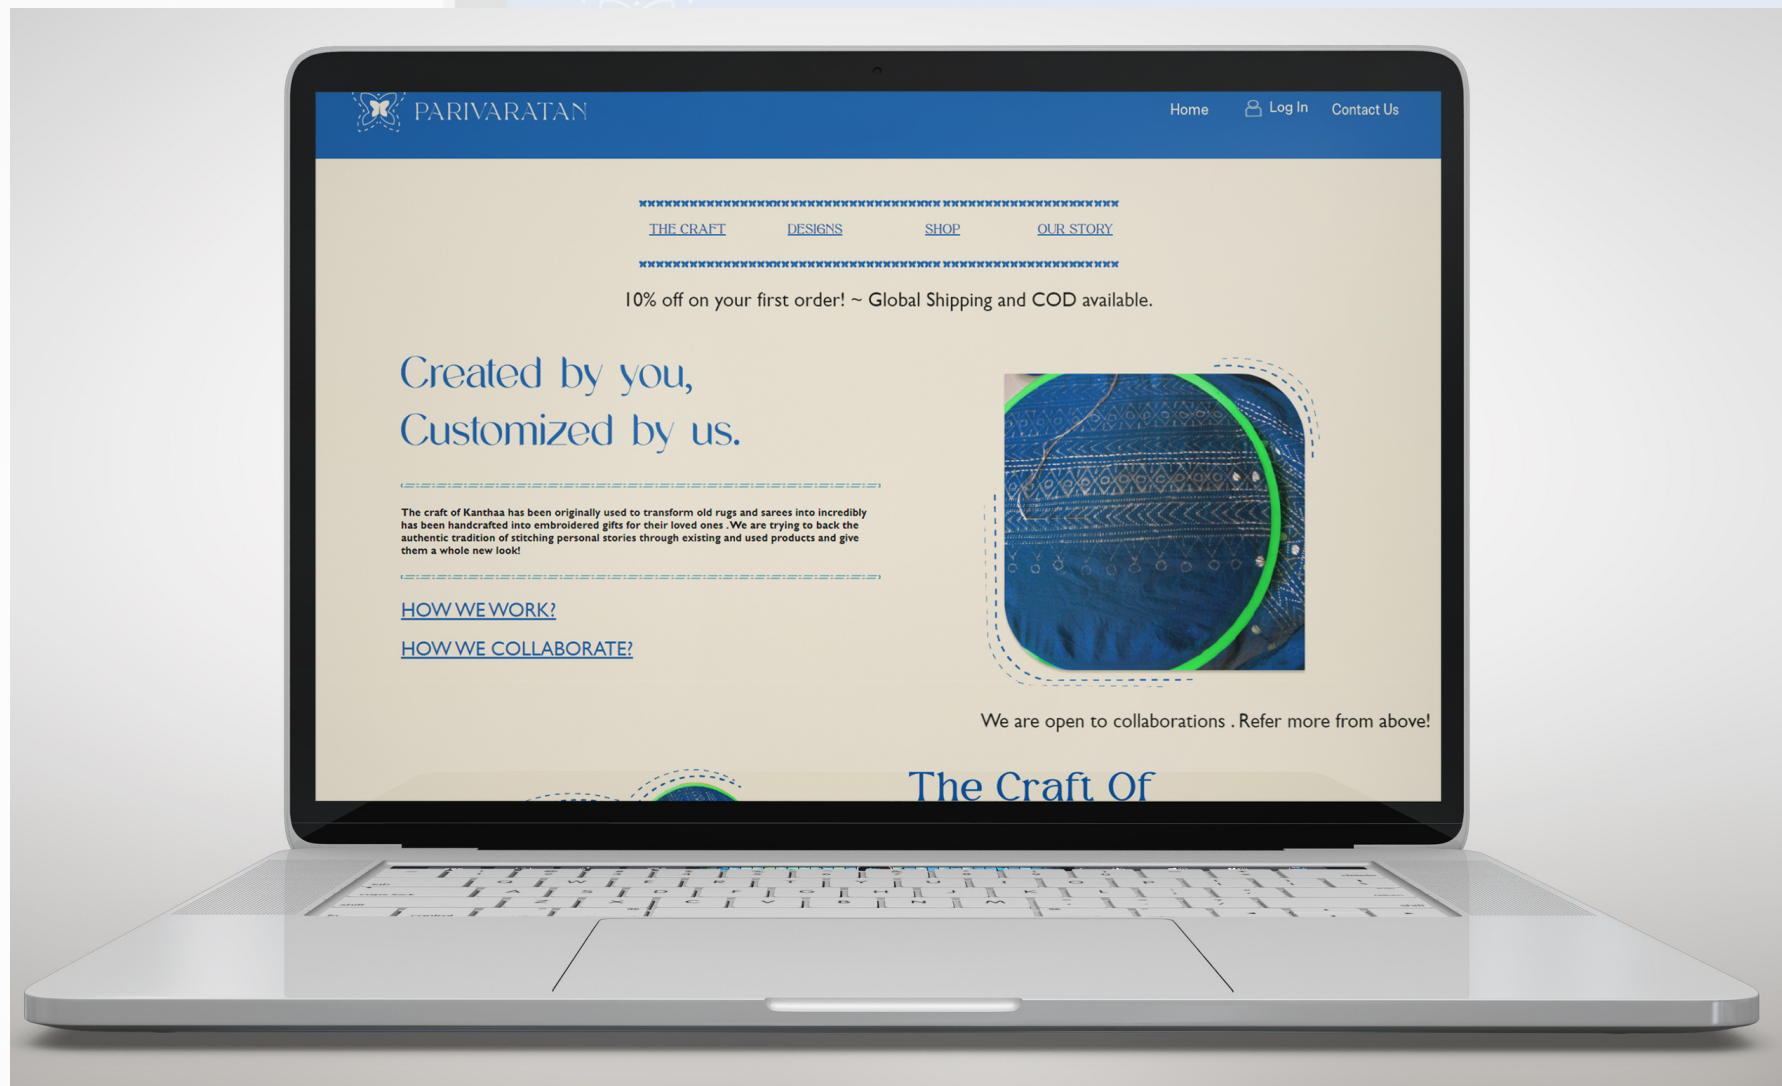 PARIVARATAN
Home Log In Contact Us
THE CRAFT DESIGNS SHOP OUR STORY
10% off on your first order! ~ Global Shipping and COD available.
Created by you,
Customized by us.
The craft of Kanthaa has been originally used to transform old rugs and sarees into incredibly
has been handcrafted into embroidered gifts for their loved ones .We are trying to back the
authentic tradition of stitching personal stories through existing and used products and give
them a whole new look!
HOW WE WORK?
HOW WE COLLABORATE?
We are open to collaborations . Refer more from above!
The Craft Of
Q W E R T Y U I O P
A S D F G H J K L
shift Z X C V B N M shift
control